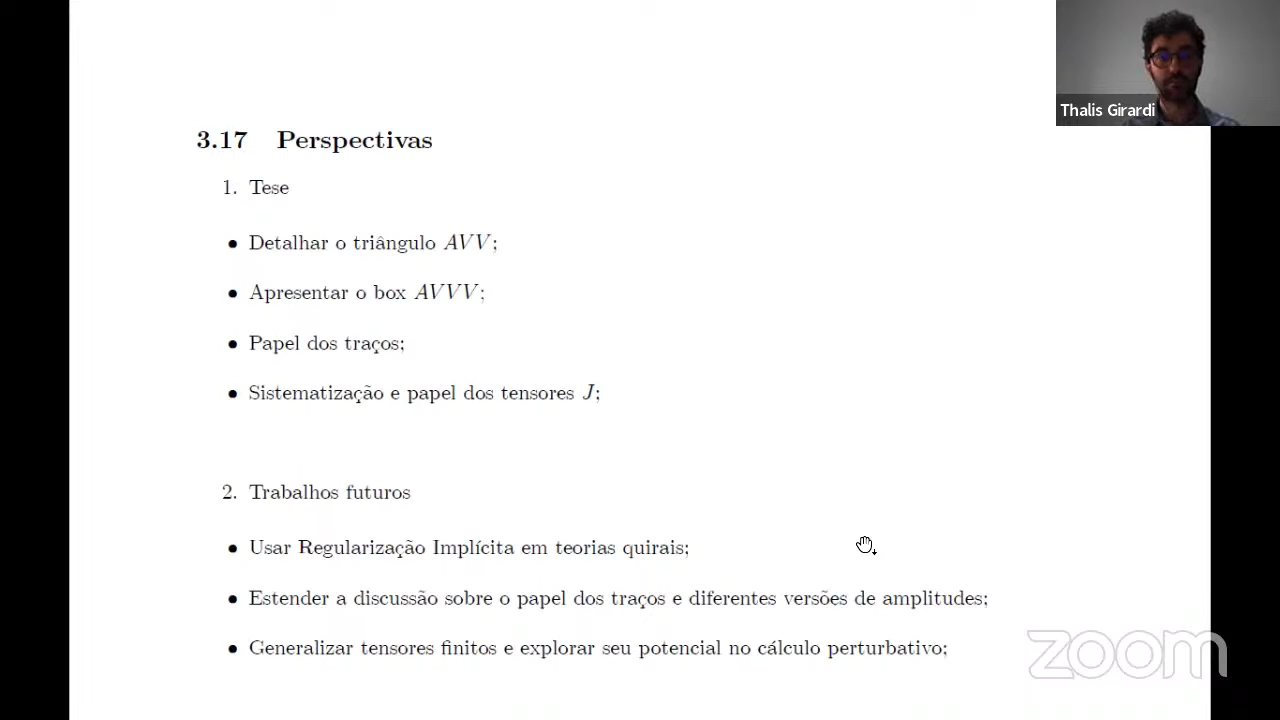 Thalis Girardi
3.17 Perspectivas
1. Tese
• Detalhar o triângulo AVV;
• Apresentar o box AVVV;
• Papel dos traços;
• Sistematização e papel dos tensores J;
2. Trabalhos futuros
• Usar Regularização Implícita em teorias quirais;
• Estender a discussão sobre o papel dos traços e diferentes versões de amplitudes;
• Generalizar tensores finitos e explorar seu potencial no cálculo perturbativo;
zoom